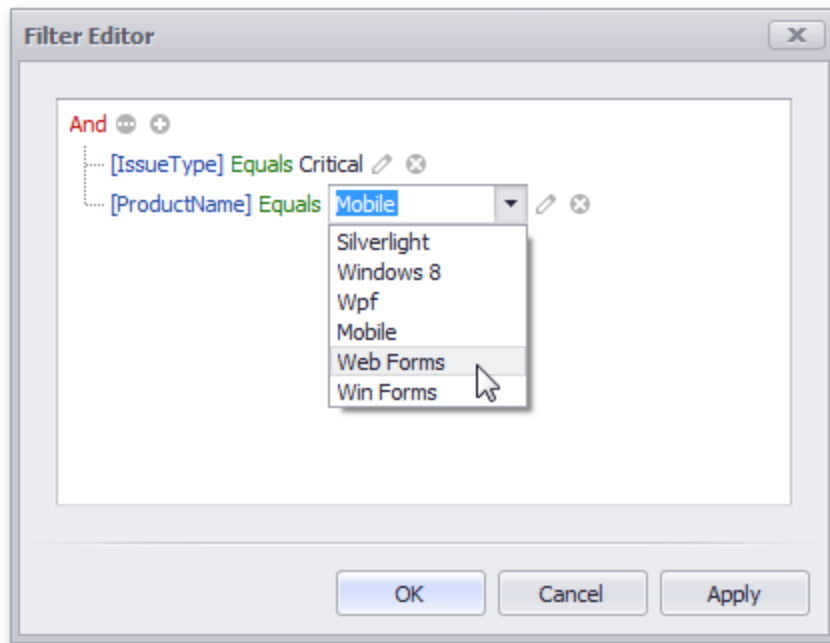 Filter Editor
And
[IssueType] Equals Critical
[ProductName] Equals Mobile
Silverlight
Windows 8
Wpf
Mobile
Web Forms
Win Forms
OK Cancel Apply